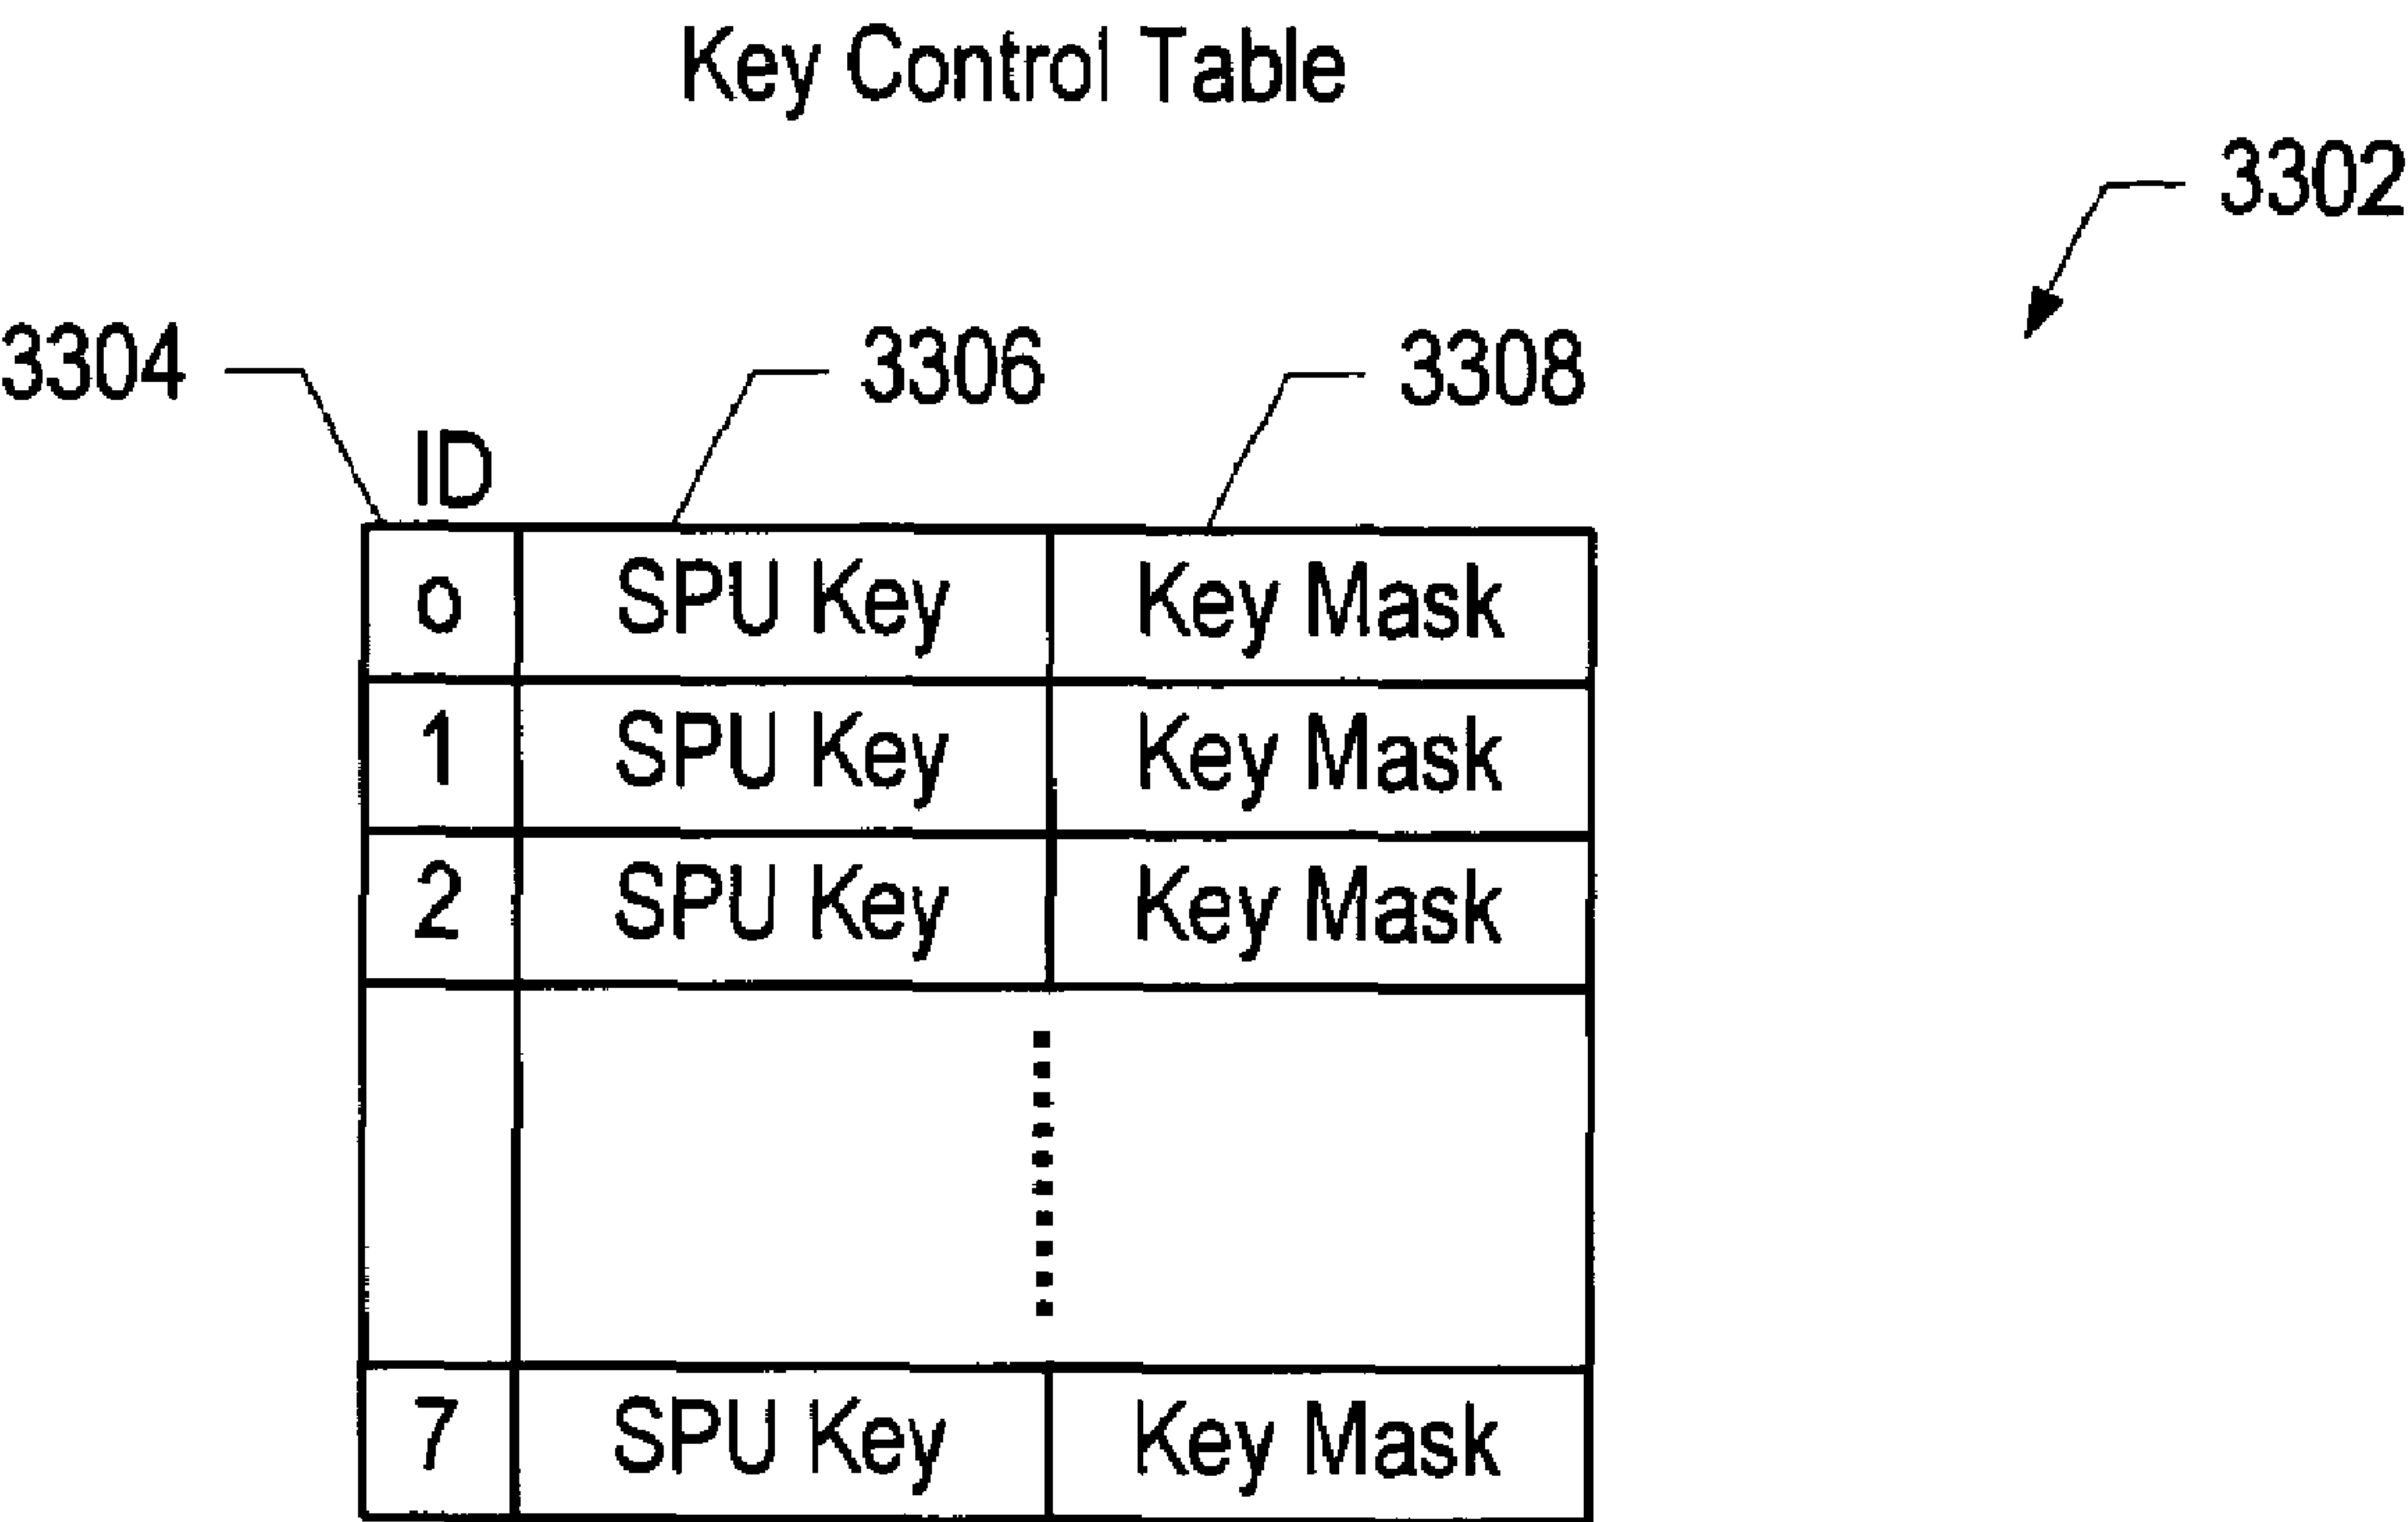 Key Control Table
3302
3304 3306 3308
ID
o SPU Key Key Mask
1 SPU Key Key Mask
2 SPU Key Key Mask
7 SPU Key Key Mask